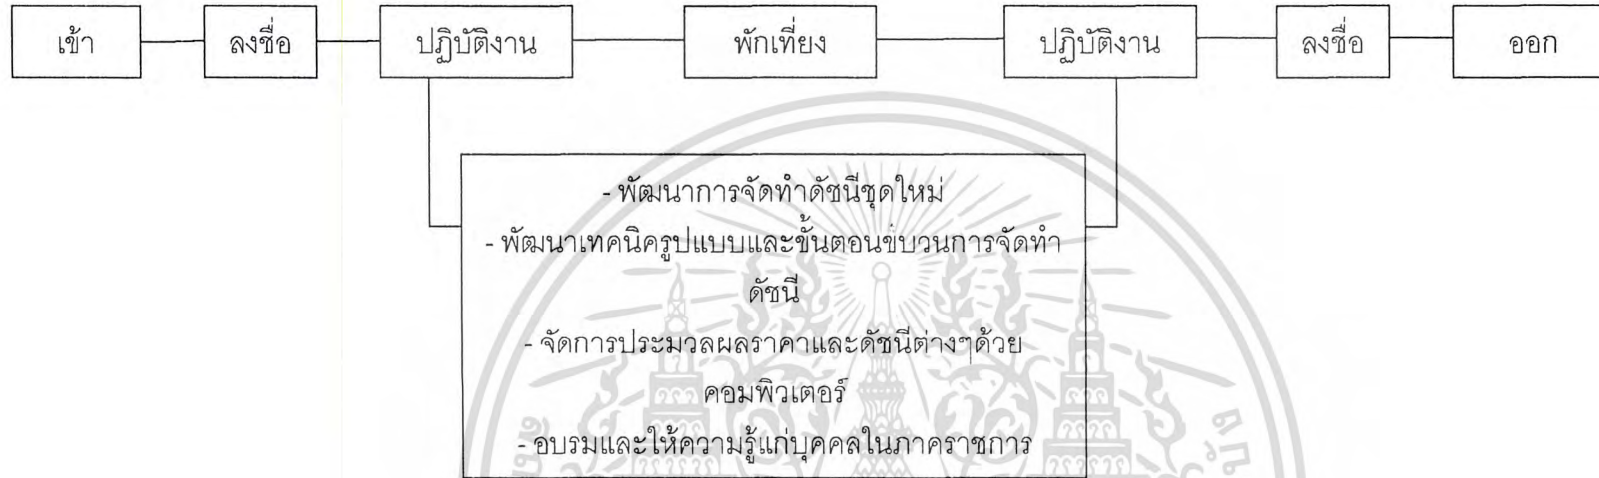 เข้า ลงชื่อ ปฏิบัติงาน พักเที่ยง ปฏิบัติงาน ลงชื่อ ออก
- พัฒนาการจัดทำดัชนีชุดใหม่
- พัฒนาเทคนิครูปแบบและขั้นตอนขบวนการจัดทำ
ดัชนี
- จัดการประมวลผลราคาและดัชนีต่างๆด้วย
คอมพิวเตอร์
- อบรมและให้ความรู้แก่บุคคลในภาคราชการ